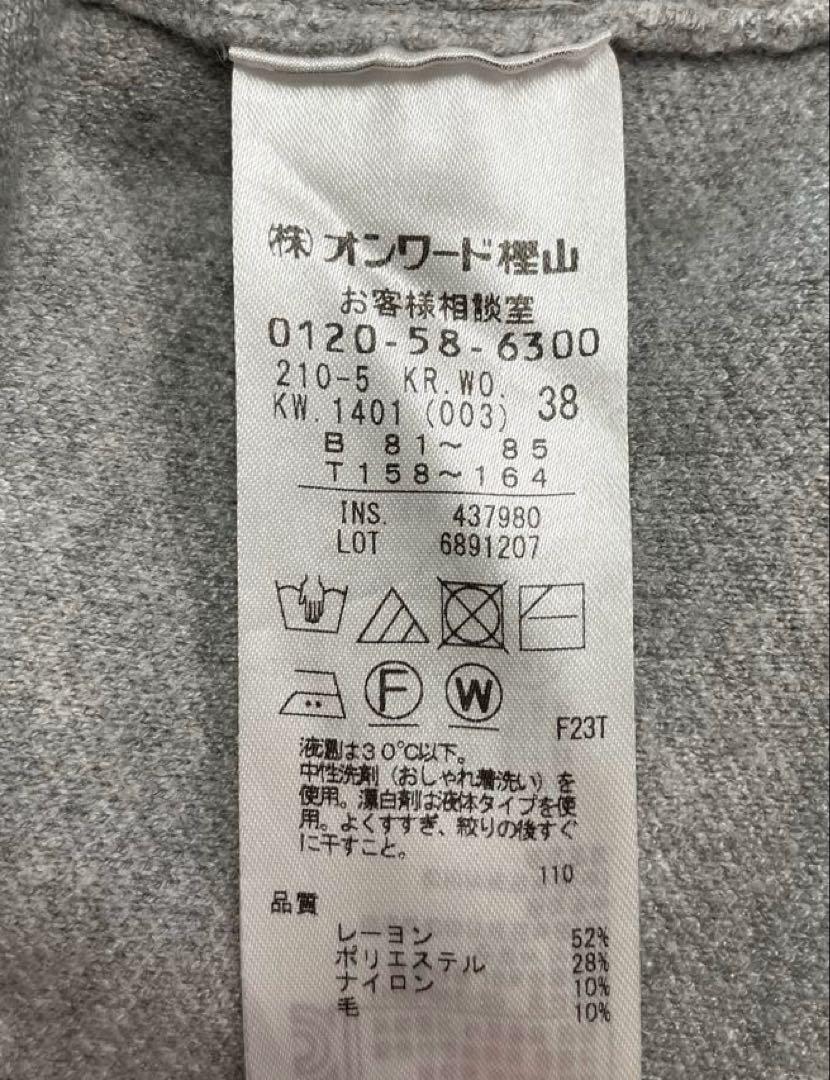 (株)オンワード樫山
お客様相談室
0120-58-6300
210-5 KR.WO.
KW.1401 (003) 38
B 81～ 85
T158～164
INS. 437980
LOT 6891207
F W
F23T
液温は30℃以下。
中性洗剤（おしゃれ着洗い）を
使用。漂白剤は液体タイプを使
用。よくすすぎ、絞りの後すぐ
に干すこと。
110
品質
レーヨン 52%
ポリエステル 28%
ナイロン 10%
毛 10%